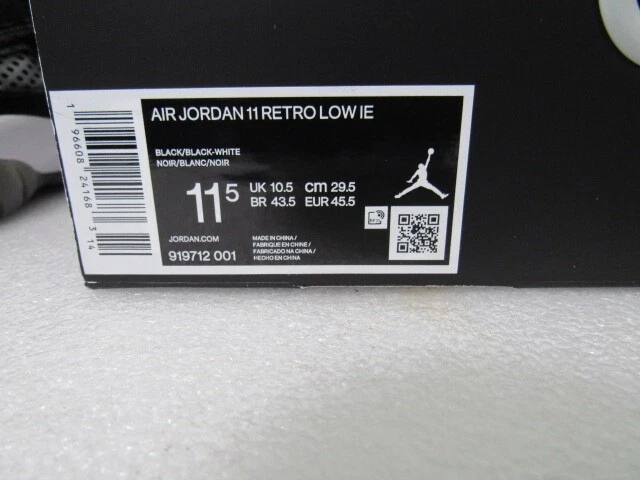 AIR JORDAN 11 RETRO LOW IE
BLACK/BLACK-WHITE
NOIR/BLANC/NOIR
11 5
UK 10.5 cm 29.5
BR 43.5 EUR 45.5
JORDAN.COM
919712 001
MADE IN CHINA /
FABRIQUE EN CHINE /
FABRICADO NA CHINA /
HECHO EN CHINA
1 96608 24168 3 14